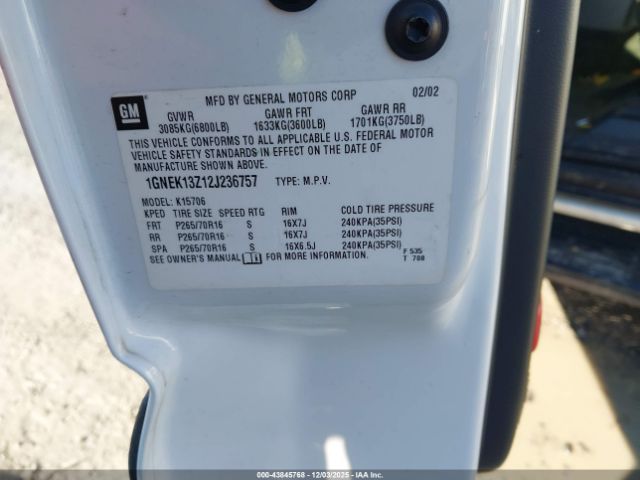 MFD BY GENERAL MOTORS CORP 02/02
GM
GVWR GAWR FRT GAWR RR
3085KG(6800LB) 1633KG(3600LB) 1701KG(3750LB)
THIS VEHICLE CONFORMS TO ALL APPLICABLE U.S. FEDERAL MOTOR
VEHICLE SAFETY STANDARDS IN EFFECT ON THE DATE OF
MANUFACTURE SHOWN ABOVE.
1GNEK13Z12J236757 TYPE: M.P.V.
MODEL: K15706
KPED TIRE SIZE SPEED RTG RIM COLD TIRE PRESSURE
FRT P265/70R16 S 16X7J 240KPA(35PSI)
RR P265/70R16 S 16X7J 240KPA(35PSI)
SPA P265/70R16 S 16X6.5J 240KPA(35PSI)
SEE OWNER'S MANUAL FOR MORE INFORMATION.
F 535
T 708
000-43845768 12/03/2025 COPART